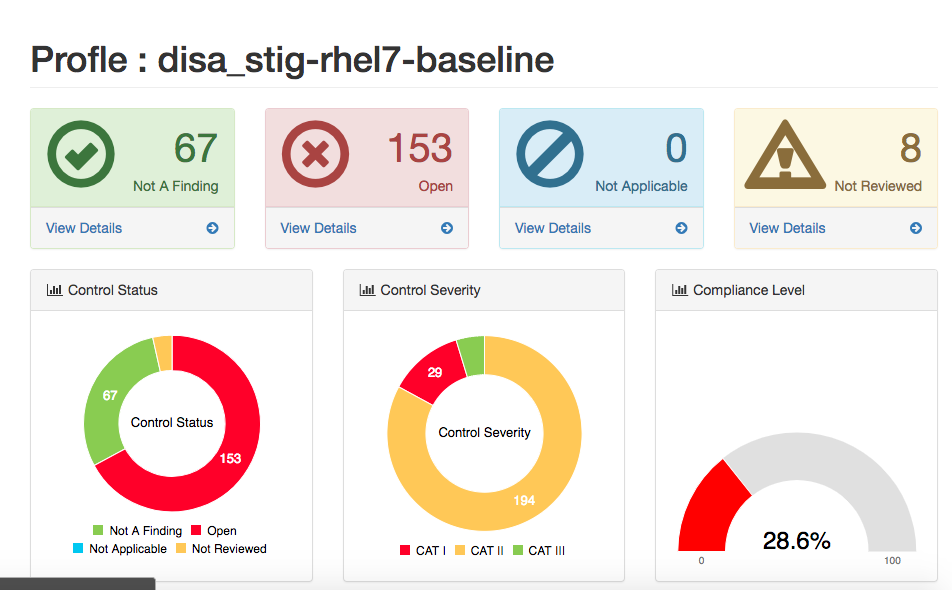 Profle : disa_stig-rhel7-baseline
67
Not A Finding
View Details
153
Open
View Details
0
Not Applicable
View Details
8
Not Reviewed
View Details
Control Status
67
Control Status
153
Not A Finding Open
Not Applicable Not Reviewed
Control Severity
29
Control Severity
194
CAT I CAT II CAT III
Compliance Level
28.6%
0 100